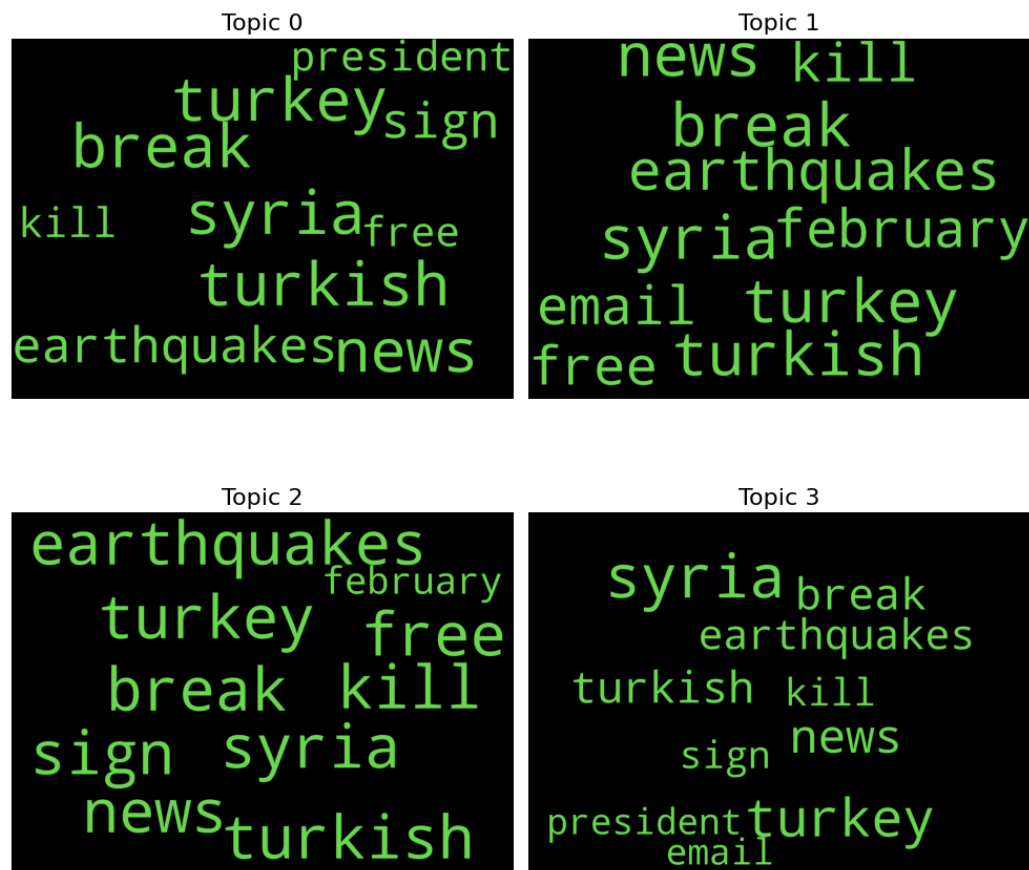 Topic 0
president
turkey
sign
break
kill
syria
free
turkish
earthquakes
news
Topic 1
news
kill
break
earthquakes
syria
february
email
turkey
free
turkish
Topic 2
earthquakes
february
turkey
free
break
kill
sign
syria
news
turkish
Topic 3
syria
break
earthquakes
turkish
kill
news
sign
president
turkey
email